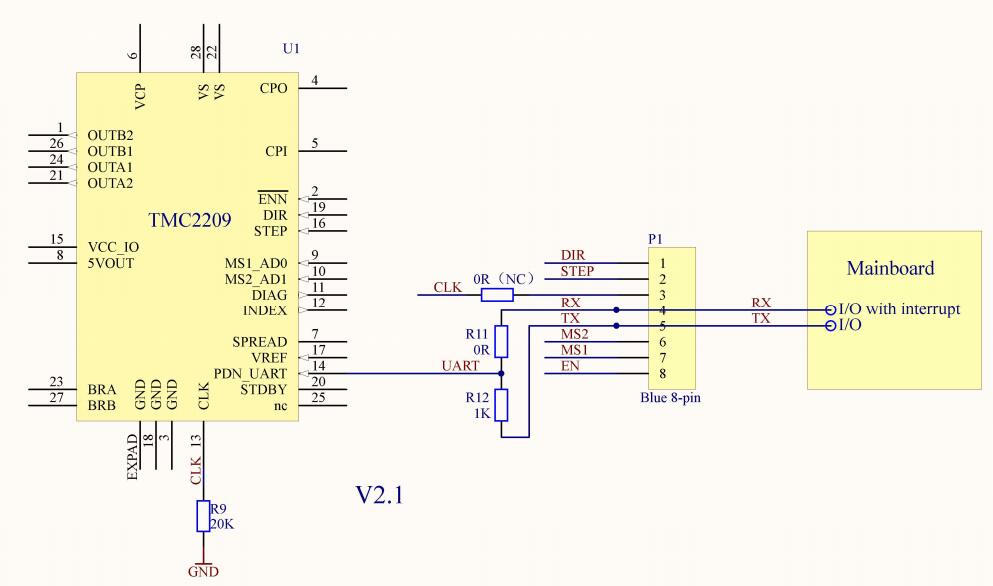 U1
6
28
22
VCP
VS
VS
CPO 4
CPI 5
1 OUTB2
26 OUTB1
24 OUTA1
21 OUTA2
ENN 2
DIR 19
STEP 16
TMC2209
15 VCC_IO
8 5VOUT
MS1_AD0 9
MS2_AD1 10
DIAG 11
INDEX 12
SPREAD 7
VREF 17
PDN_UART 14
STDBY 20
nc 25
23 BRA
27 BRB
GND
GND
GND
CLK
EXPAD
18
3
13
CLK
R9
20K
GND
V2.1
P1
DIR 1
STEP 2
CLK 0R（NC） 3
RX 4 RX
TX 5 TX
MS2 6
MS1 7
EN 8
Blue 8-pin
R11
0R
UART
R12
1K
Mainboard
I/O with interrupt
I/O